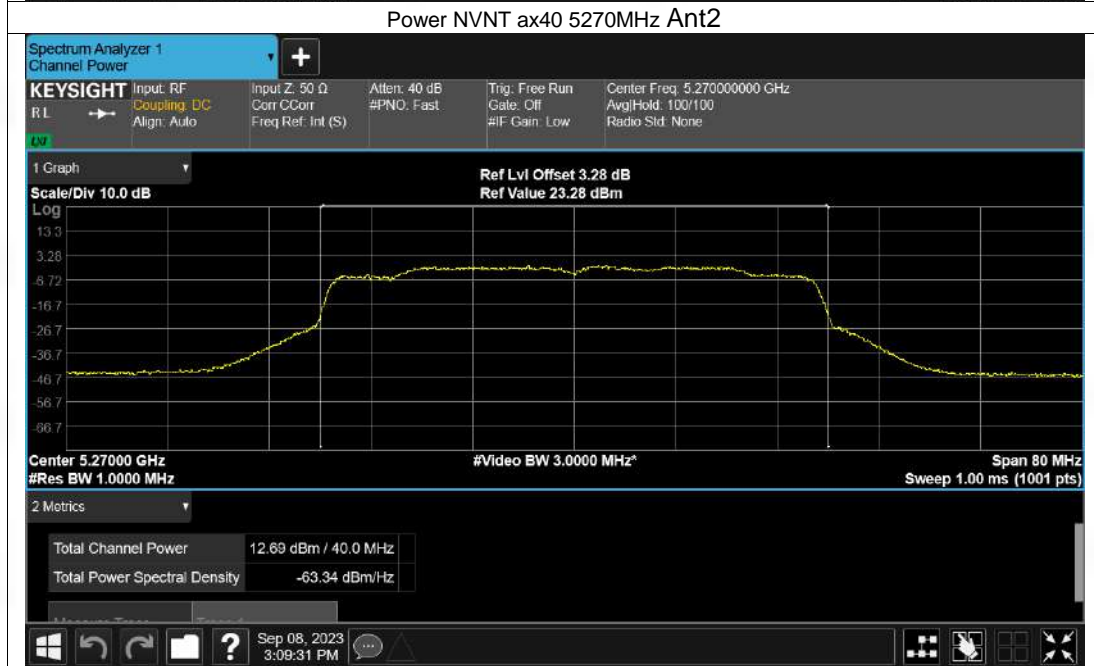 Power NVNT ax40 5270MHz Ant2
Spectrum Analyzer 1
Channel Power
KEYSIGHT
RL
Input: RF
Coupling: DC
Align: Auto
Input Z: 50 Ω
Corr CCorr
Freq Ref: Int (S)
Atten: 40 dB
#PNO: Fast
Trig: Free Run
Gate: Off
#IF Gain: Low
Center Freq: 5.270000000 GHz
Avg|Hold: 100/100
Radio Std: None
LXI
1 Graph
Scale/Div 10.0 dB
Ref Lvl Offset 3.28 dB
Ref Value 23.28 dBm
Log
13.3
3.28
-6.72
-16.7
-26.7
-36.7
-46.7
-56.7
-66.7
Center 5.27000 GHz
#Video BW 3.0000 MHz*
Span 80 MHz
#Res BW 1.0000 MHz
Sweep 1.00 ms (1001 pts)
2 Metrics
Total Channel Power 12.69 dBm / 40.0 MHz
Total Power Spectral Density -63.34 dBm/Hz
Sep 08, 2023
3:09:31 PM